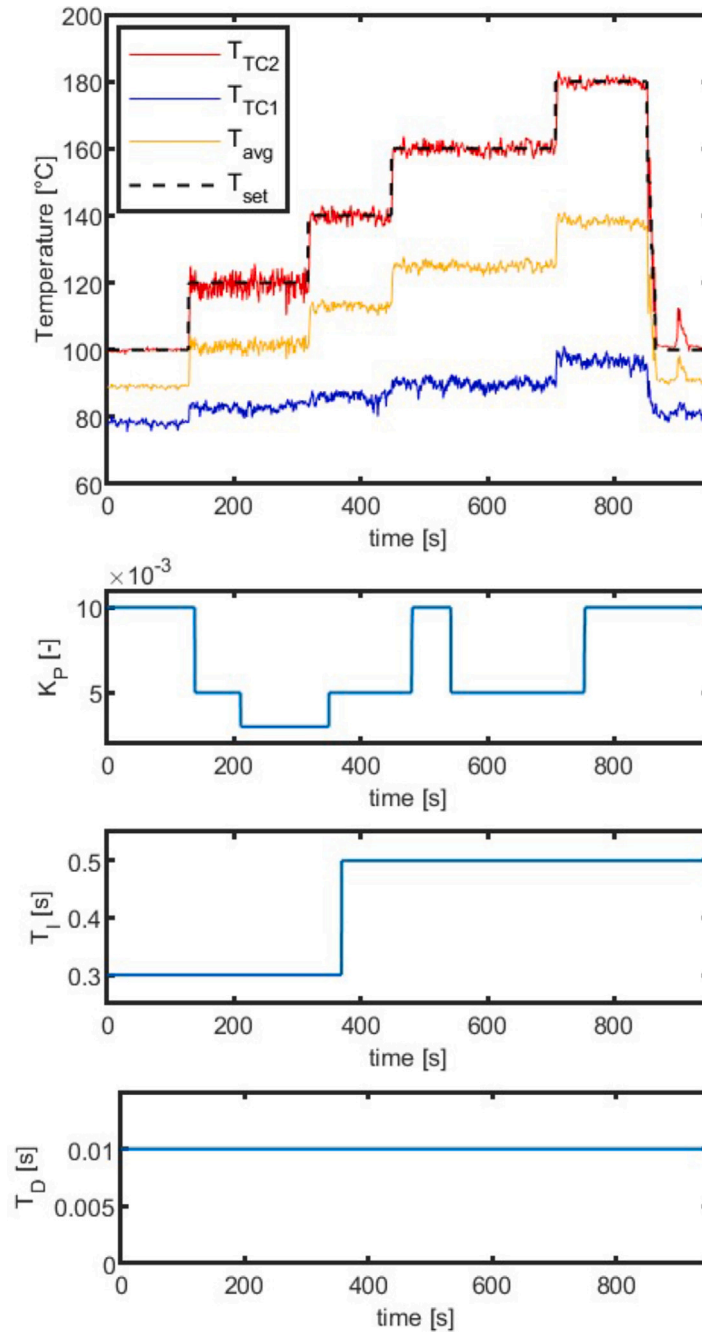 200
180
160
140
120
100
80
60
Temperature [°C]
T_TC2
T_TC1
T_avg
T_set
0 200 400 600 800
time [s]
×10^-3
10
5
K_P [-]
0 200 400 600 800
time [s]
0.5
0.4
0.3
T_I [s]
0 200 400 600 800
time [s]
0.01
0.005
0
T_D [s]
0 200 400 600 800
time [s]